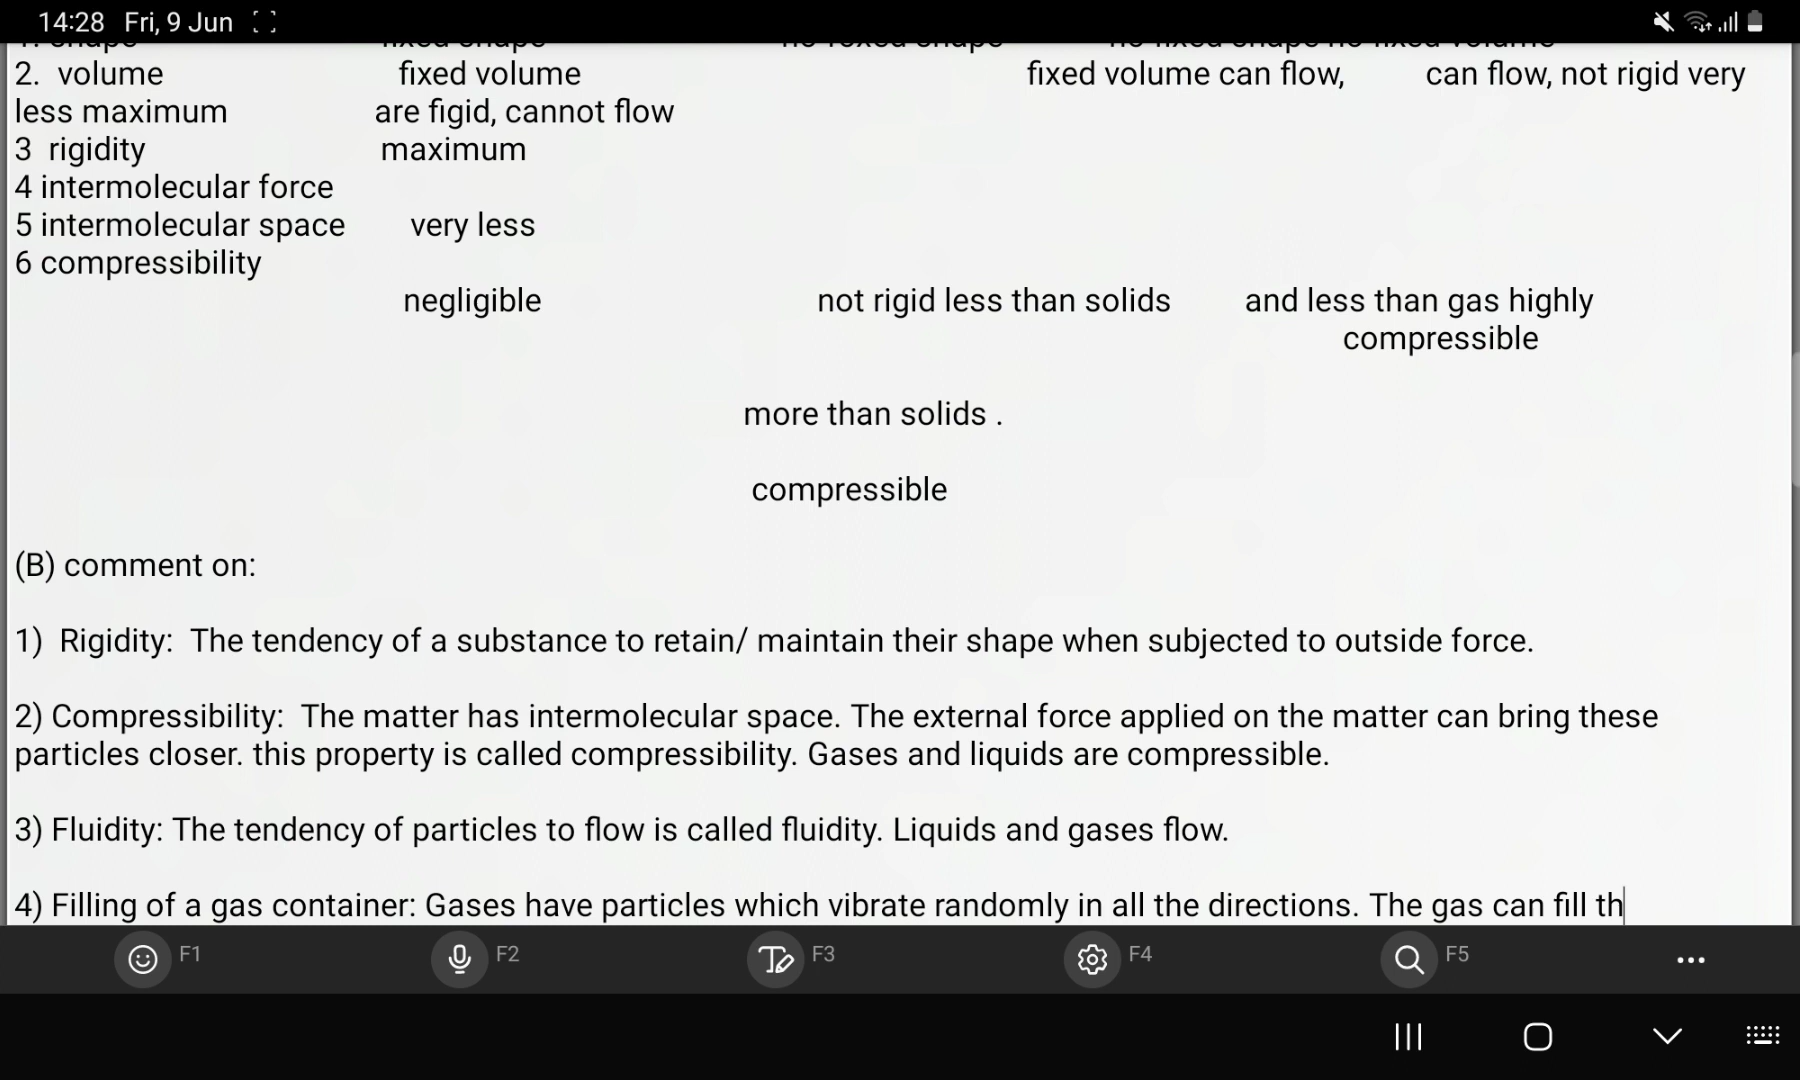 14:28 Fri, 9 Jun
2. volume fixed volume fixed volume can flow, can flow, not rigid very
less maximum are figid, cannot flow
3 rigidity maximum
4 intermolecular force
5 intermolecular space very less
6 compressibility
negligible not rigid less than solids and less than gas highly
compressible
more than solids .
compressible
(B) comment on:
1) Rigidity: The tendency of a substance to retain/ maintain their shape when subjected to outside force.
2) Compressibility: The matter has intermolecular space. The external force applied on the matter can bring these
particles closer. this property is called compressibility. Gases and liquids are compressible.
3) Fluidity: The tendency of particles to flow is called fluidity. Liquids and gases flow.
4) Filling of a gas container: Gases have particles which vibrate randomly in all the directions. The gas can fill th
F1 F2 F3 F4 F5